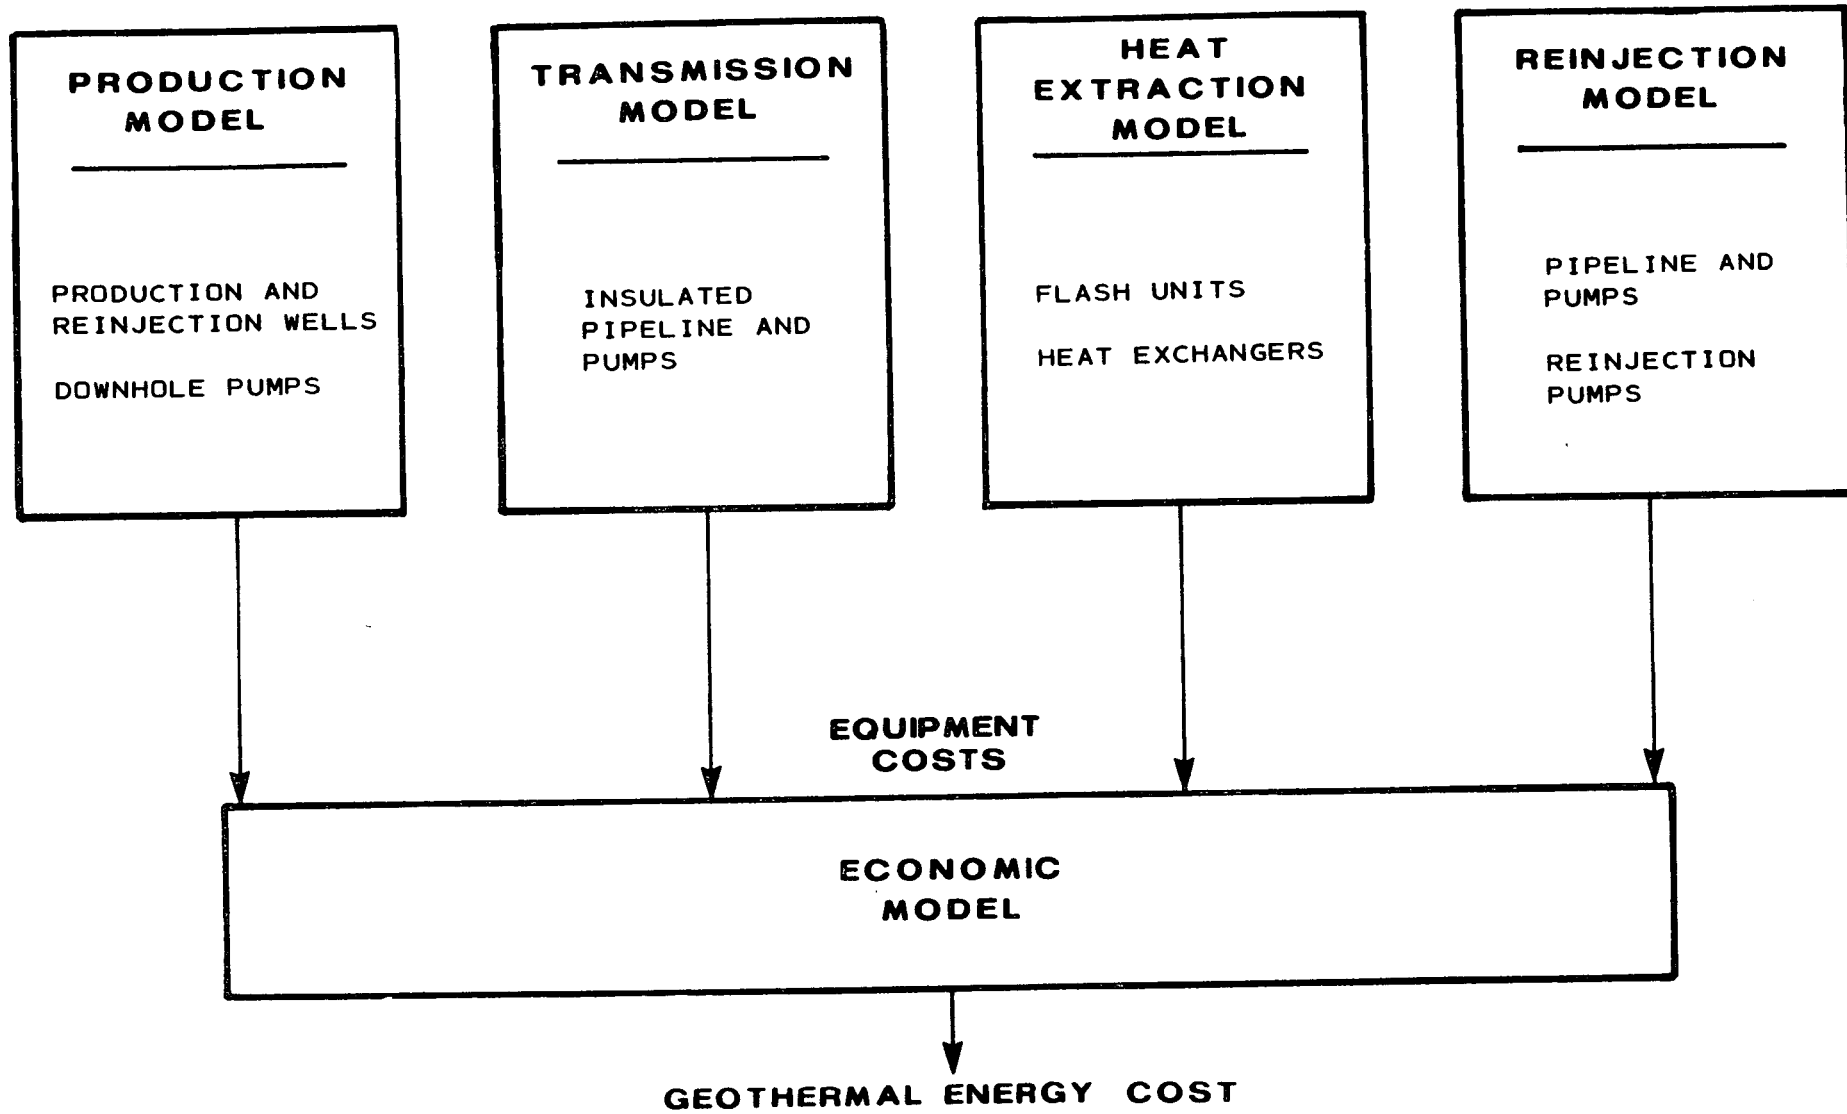 PRODUCTION
MODEL
PRODUCTION AND
REINJECTION WELLS
DOWNHOLE PUMPS
TRANSMISSION
MODEL
INSULATED
PIPELINE AND
PUMPS
HEAT
EXTRACTION
MODEL
FLASH UNITS
HEAT EXCHANGERS
REINJECTION
MODEL
PIPELINE AND
PUMPS
REINJECTION
PUMPS
EQUIPMENT
COSTS
ECONOMIC
MODEL
GEOTHERMAL ENERGY COST